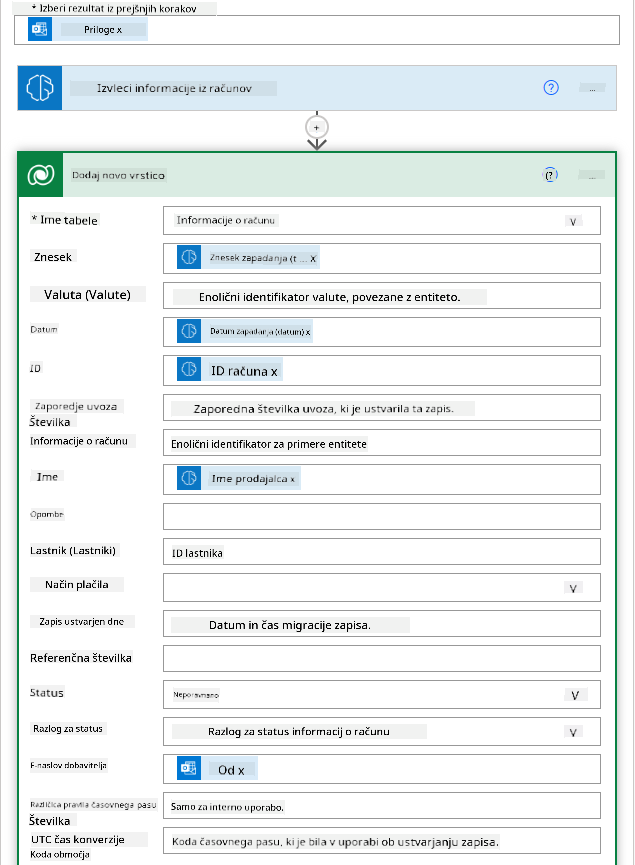 * Izberi rezultat iz prejšnjih korakov
Priloge x
Izvleci informacije iz računov
?
...
+
Dodaj novo vrstico
(?)
...
* Ime tabele
Informacije o računu
V
Znesek
Znesek zapadanja (t ... X
Valuta (Valute)
Enolični identifikator valute, povezane z entiteto.
Datum
Datum zapadanja (datum) x
ID
ID računa x
Zaporedje uvoza
Številka
Zaporedna številka uvoza, ki je ustvarila ta zapis.
Informacije o računu
Enolični identifikator za primere entitete
Ime
Ime prodajalca x
Opombe
Lastnik (Lastniki)
ID lastnika
Način plačila
V
Zapis ustvarjen dne
Datum in čas migracije zapisa.
Referenčna številka
Status
Neporavnano
V
Razlog za status
Razlog za status informacij o računu
V
E-naslov dobavitelja
Od x
Različica pravila časovnega pasu
Številka
Samo za interno uporabo.
UTC čas konverzije
Koda območja
Koda časovnega pasu, ki je bila v uporabi ob ustvarjanju zapisa.